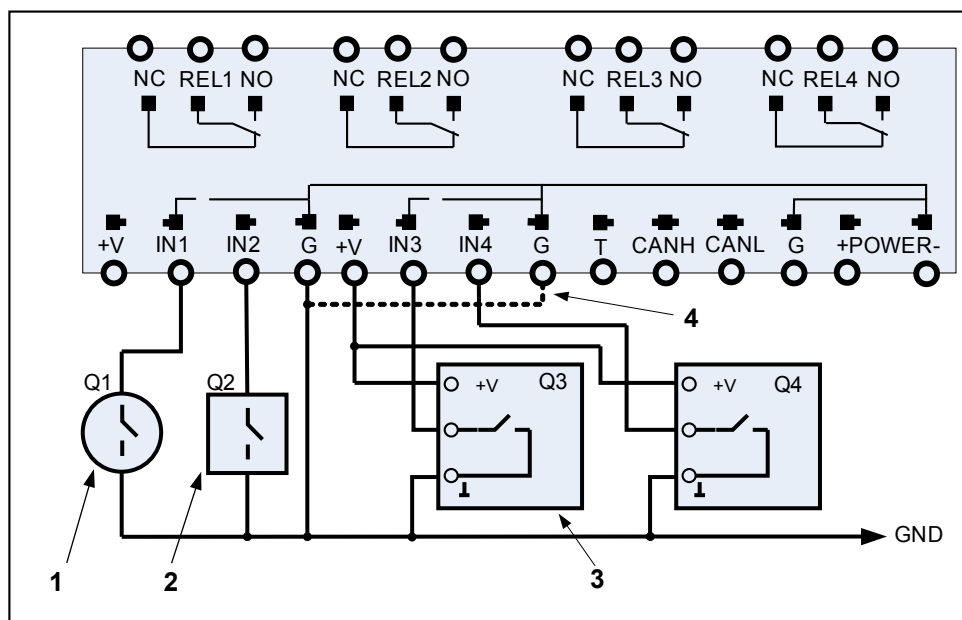 NC REL1 NO NC REL2 NO NC REL3 NO NC REL4 NO
+V IN1 IN2 G +V IN3 IN4 G T CANH CANL G +POWER-
4
Q1 Q2 +V Q3 +V Q4
GND
1 2 3